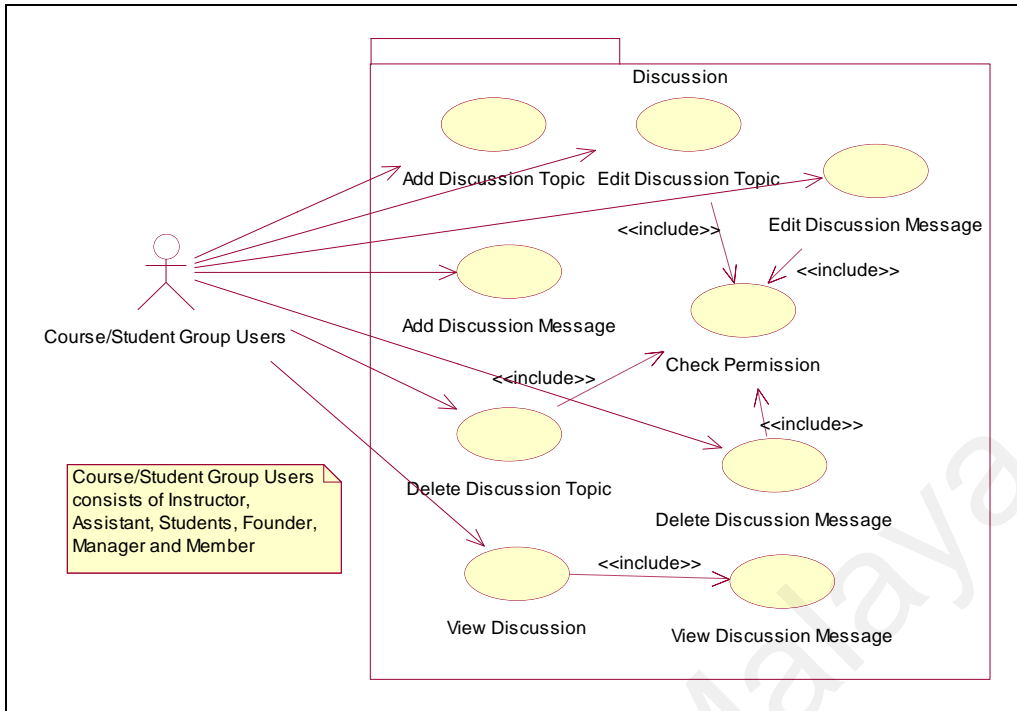 Discussion
Add Discussion Topic
Edit Discussion Topic
Edit Discussion Message
<<include>>
<<include>>
Add Discussion Message
Course/Student Group Users
Check Permission
<<include>>
<<include>>
Delete Discussion Topic
Delete Discussion Message
Course/Student Group Users
consists of Instructor,
Assistant, Students, Founder,
Manager and Member
<<include>>
View Discussion
View Discussion Message
Malaya